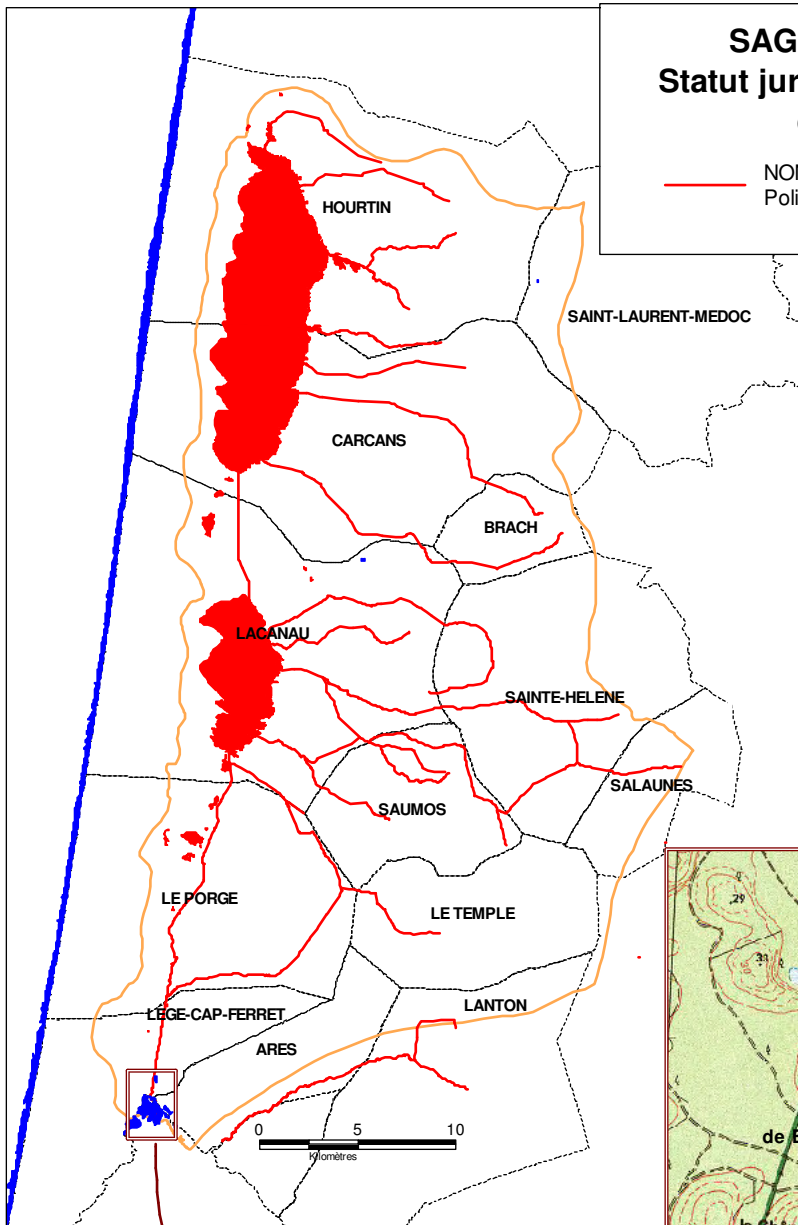 SAG
Statut jur
NON
Poli
HOURTIN
SAINT-LAURENT-MEDOC
CARCANS
BRACH
LACANAU
SAINTE-HELENE
SALAUNES
SAUMOS
LE PORGE
LE TEMPLE
LANTON
LEGE-CAP-FERRET
ARES
0 5 10
Kilomètres
29
33
de